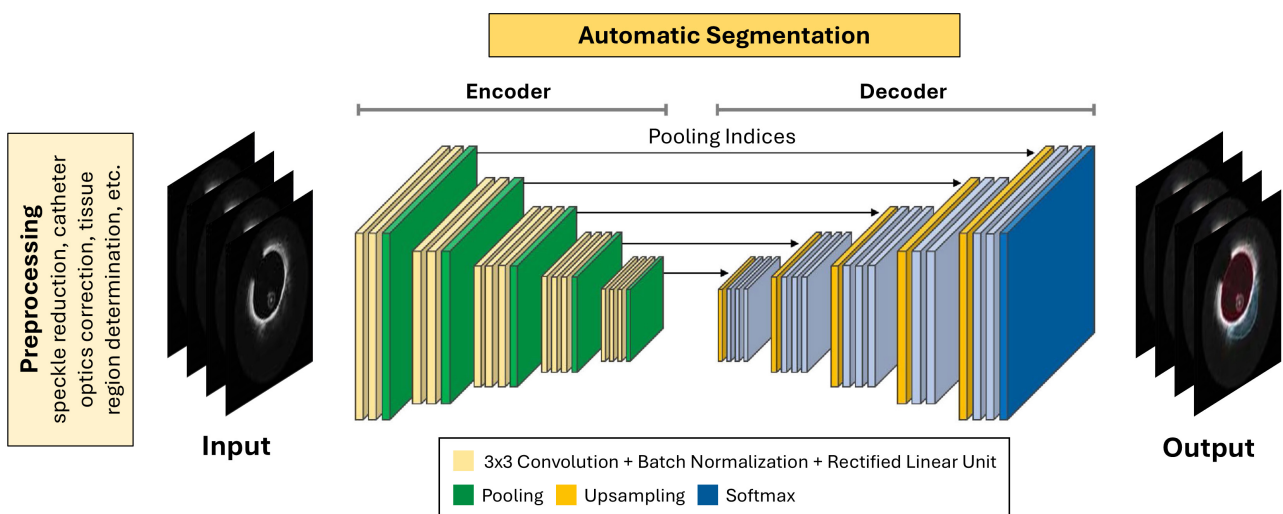 Automatic Segmentation
Encoder
Decoder
Pooling Indices
Preprocessing
speckle reduction, catheter
optics correction, tissue
region determination, etc.
Input
Output
3x3 Convolution + Batch Normalization + Rectified Linear Unit
Pooling
Upsampling
Softmax